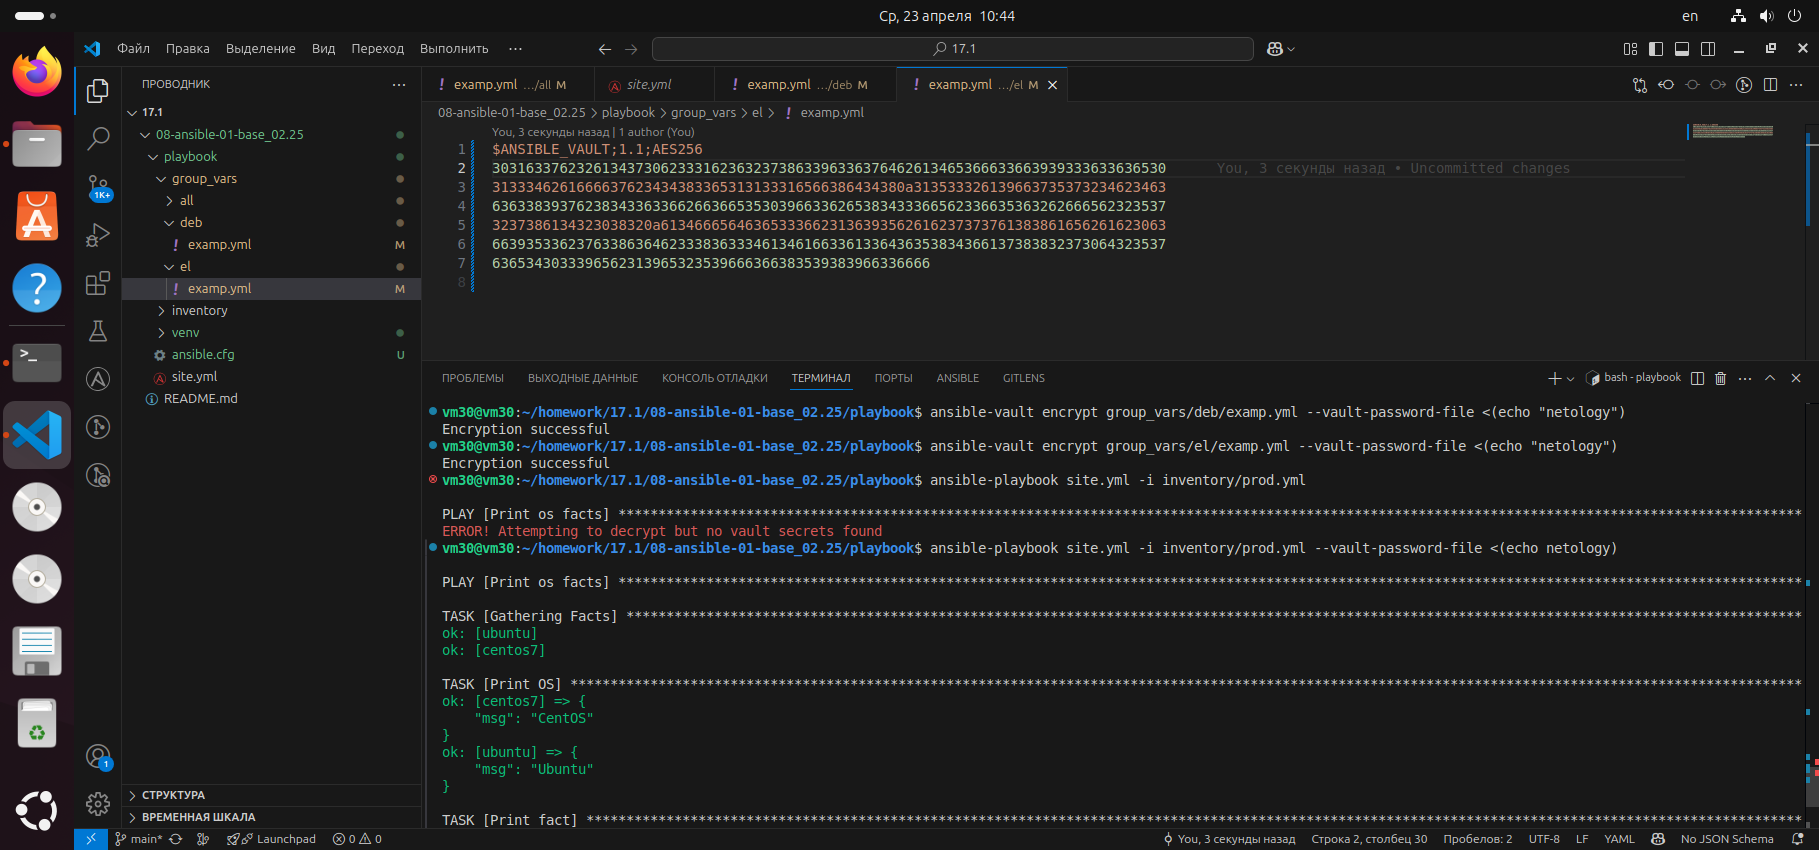 Ср, 23 апреля 10:44
en
Файл Правка Выделение Вид Переход Выполнить ···
17.1
ПРОВОДНИК
examp.yml .../all M
site.yml
examp.yml .../deb M
examp.yml .../el M
17.1
08-ansible-01-base_02.25 > playbook > group_vars > el > examp.yml
08-ansible-01-base_02.25
playbook
group_vars
all
deb
examp.yml M
el
examp.yml M
inventory
venv
ansible.cfg U
site.yml
README.md
1K+
1
СТРУКТУРА
ВРЕМЕННАЯ ШКАЛА
You, 3 секунды назад | 1 author (You)
1 $ANSIBLE_VAULT;1.1;AES256
2
You, 3 секунды назад • Uncommitted changes
3
4
5
6
7
8
ПРОБЛЕМЫ ВЫХОДНЫЕ ДАННЫЕ КОНСОЛЬ ОТЛАДКИ ТЕРМИНАЛ ПОРТЫ ANSIBLE GITLENS
bash - playbook
vm30@vm30:~/homework/17.1/08-ansible-01-base_02.25/playbook$ ansible-vault encrypt group_vars/deb/examp.yml --vault-password-file <(echo "netology")
Encryption successful
vm30@vm30:~/homework/17.1/08-ansible-01-base_02.25/playbook$ ansible-vault encrypt group_vars/el/examp.yml --vault-password-file <(echo "netology")
Encryption successful
vm30@vm30:~/homework/17.1/08-ansible-01-base_02.25/playbook$ ansible-playbook site.yml -i inventory/prod.yml
PLAY [Print os facts]
ERROR! Attempting to decrypt but no vault secrets found
vm30@vm30:~/homework/17.1/08-ansible-01-base_02.25/playbook$ ansible-playbook site.yml -i inventory/prod.yml --vault-password-file <(echo netology)
PLAY [Print os facts]
TASK [Gathering Facts]
ok: [ubuntu]
ok: [centos7]
TASK [Print OS]
ok: [centos7] => {
"msg": "CentOS"
}
ok: [ubuntu] => {
"msg": "Ubuntu"
}
TASK [Print fact]
main* Launchpad 0 0
You, 3 секунды назад Строка 2, столбец 30 Пробелов: 2 UTF-8 LF YAML No JSON Schema